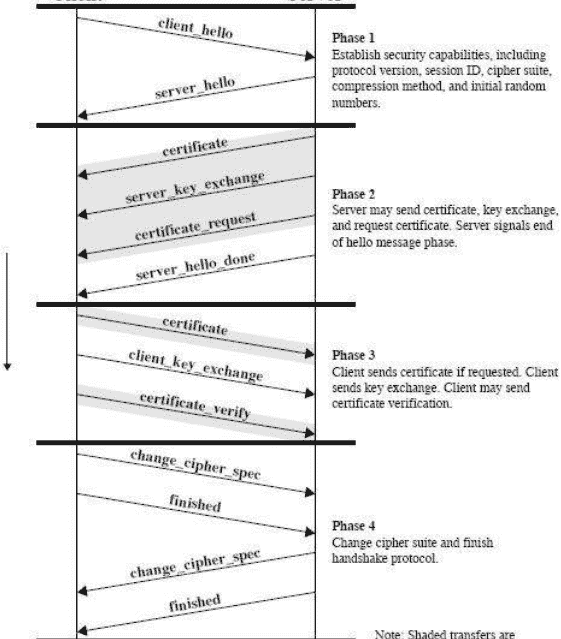 client_hello
Phase 1
Establish security capabilities, including
protocol version, session ID, cipher suite,
compression method, and initial random
numbers.
server_hello
certificate
server_key_exchange
Phase 2
Server may send certificate, key exchange,
and request certificate. Server signals end
of hello message phase.
certificate_request
server_hello_done
certificate
client_key_exchange
Phase 3
Client sends certificate if requested. Client
sends key exchange. Client may send
certificate verification.
certificate_verify
change_cipher_spec
finished
Phase 4
Change cipher suite and finish
handshake protocol.
change_cipher_spec
finished
Note: Shaded transfers are